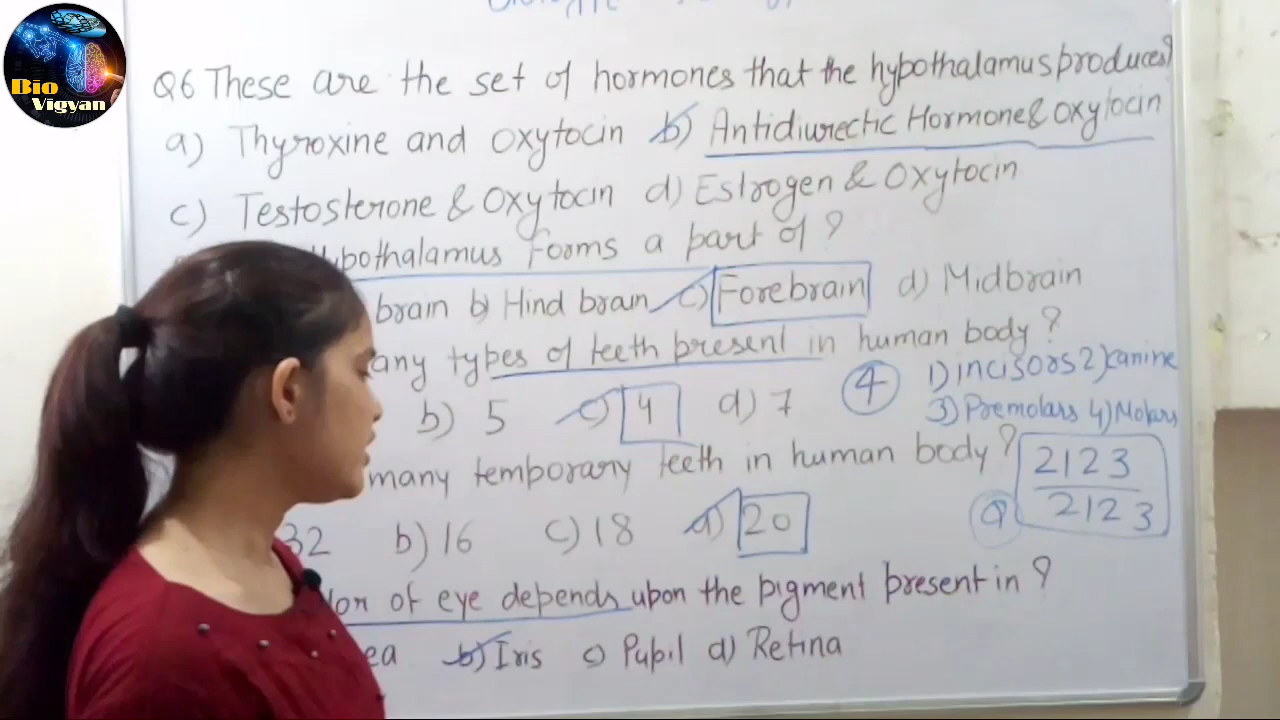 Bio
Vigyan
Q6 These are the set of hormones that the hypothalamus produces?
a) Thyroxine and oxytocin b) Antidiurectic Hormone & Oxytocin
c) Testosterone & Oxytocin d) Estrogen & Oxytocin
Hypothalamus Forms a part of ?
brain b) Hind brain c) Forebrain d) Midbrain
any types of teeth present in human body ?
b) 5 c) 4 d) 7
4 1) incisors 2) canine
3) Premolars 4) Molars
many temporary teeth in human body ?
2123
2123
32 b) 16 c) 18 d) 20
lor of eye depends upon the pigment present in ?
ea b) Iris c) Pupil d) Retina